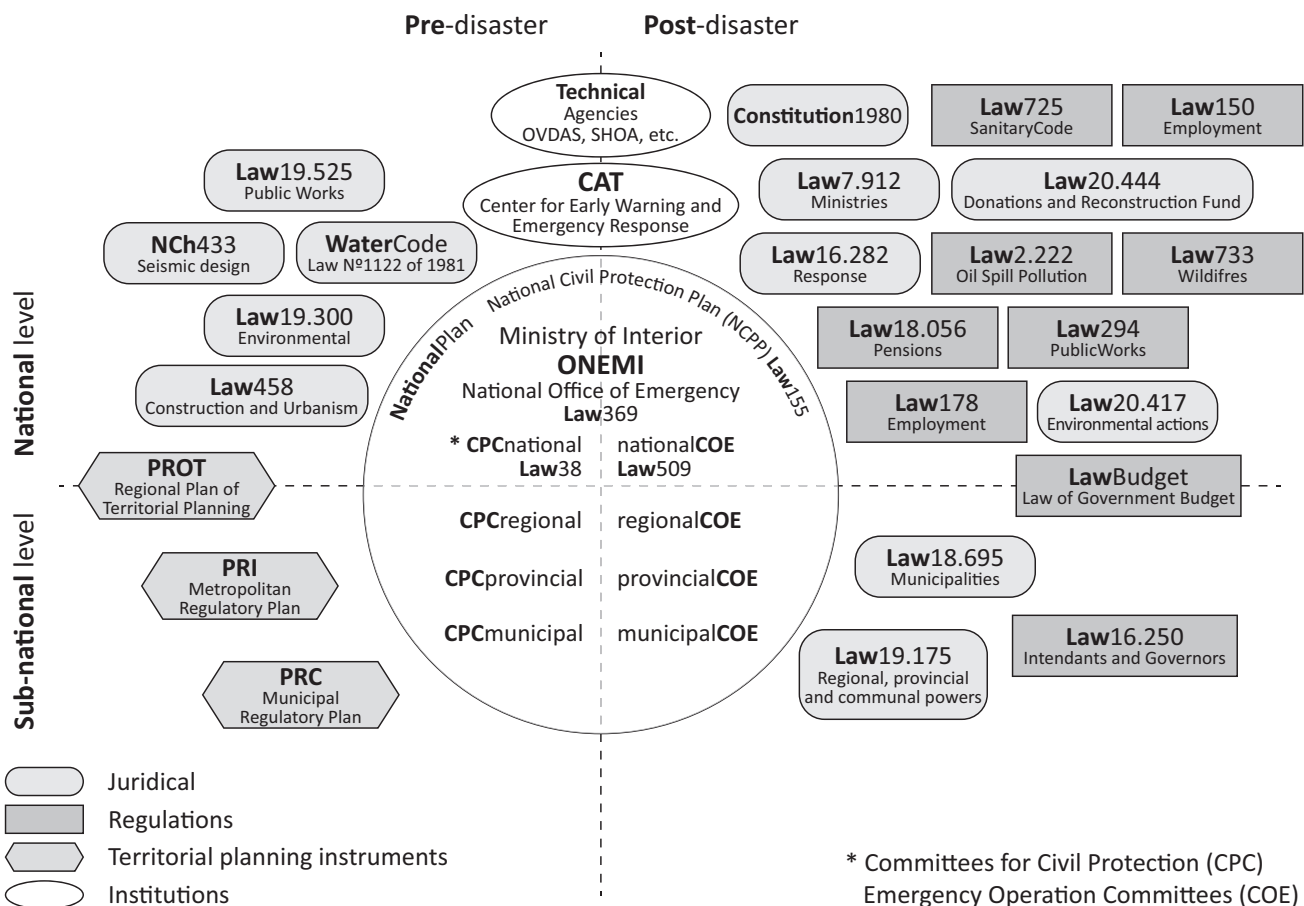 Pre-disaster
Post-disaster
Technical
Agencies
OVDAS, SHOA, etc.
CAT
Center for Early Warning and
Emergency Response
National level
Sub-national level
Law19.525
Public Works
NCh433
Seismic design
WaterCode
Law Nº1122 of 1981
Law19.300
Environmental
Law458
Construction and Urbanism
PROT
Regional Plan of
Territorial Planning
PRI
Metropolitan
Regulatory Plan
PRC
Municipal
Regulatory Plan
NationalPlan
National Civil Protection Plan (NCPP) Law155
Ministry of Interior
ONEMI
National Office of Emergency
Law369
* CPCnational
Law38
nationalCOE
Law509
CPCregional
regionalCOE
CPCprovincial
provincialCOE
CPCmunicipal
municipalCOE
Constitution1980
Law725
SanitaryCode
Law150
Employment
Law7.912
Ministries
Law20.444
Donations and Reconstruction Fund
Law16.282
Response
Law2.222
Oil Spill Pollution
Law733
Wildifres
Law18.056
Pensions
Law294
PublicWorks
Law178
Employment
Law20.417
Environmental actions
LawBudget
Law of Government Budget
Law18.695
Municipalities
Law16.250
Intendants and Governors
Law19.175
Regional, provincial
and communal powers
Juridical
Regulations
Territorial planning instruments
Institutions
* Committees for Civil Protection (CPC)
Emergency Operation Committees (COE)